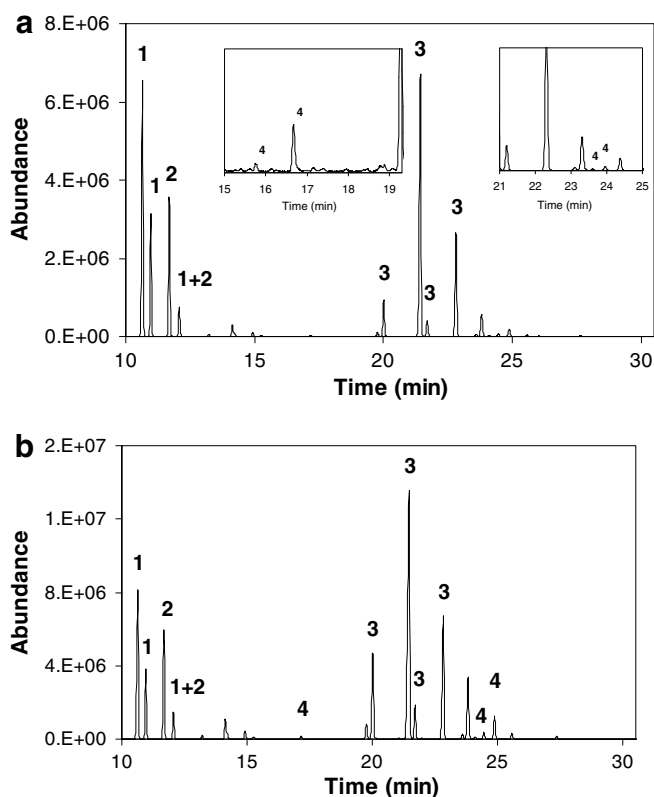 a
8.E+06
6.E+06
4.E+06
2.E+06
0.E+00
Abundance
1
1
2
1+2
3
3
3
3
10 15 20 25 30
Time (min)
4
4
15 16 17 18 19
Time (min)
4
4
21 22 23 24 25
Time (min)
b
2.E+07
1.E+07
8.E+06
4.E+06
0.E+00
Abundance
1
1
2
1+2
4
3
3
3
3
4
4
10 15 20 25 30
Time (min)